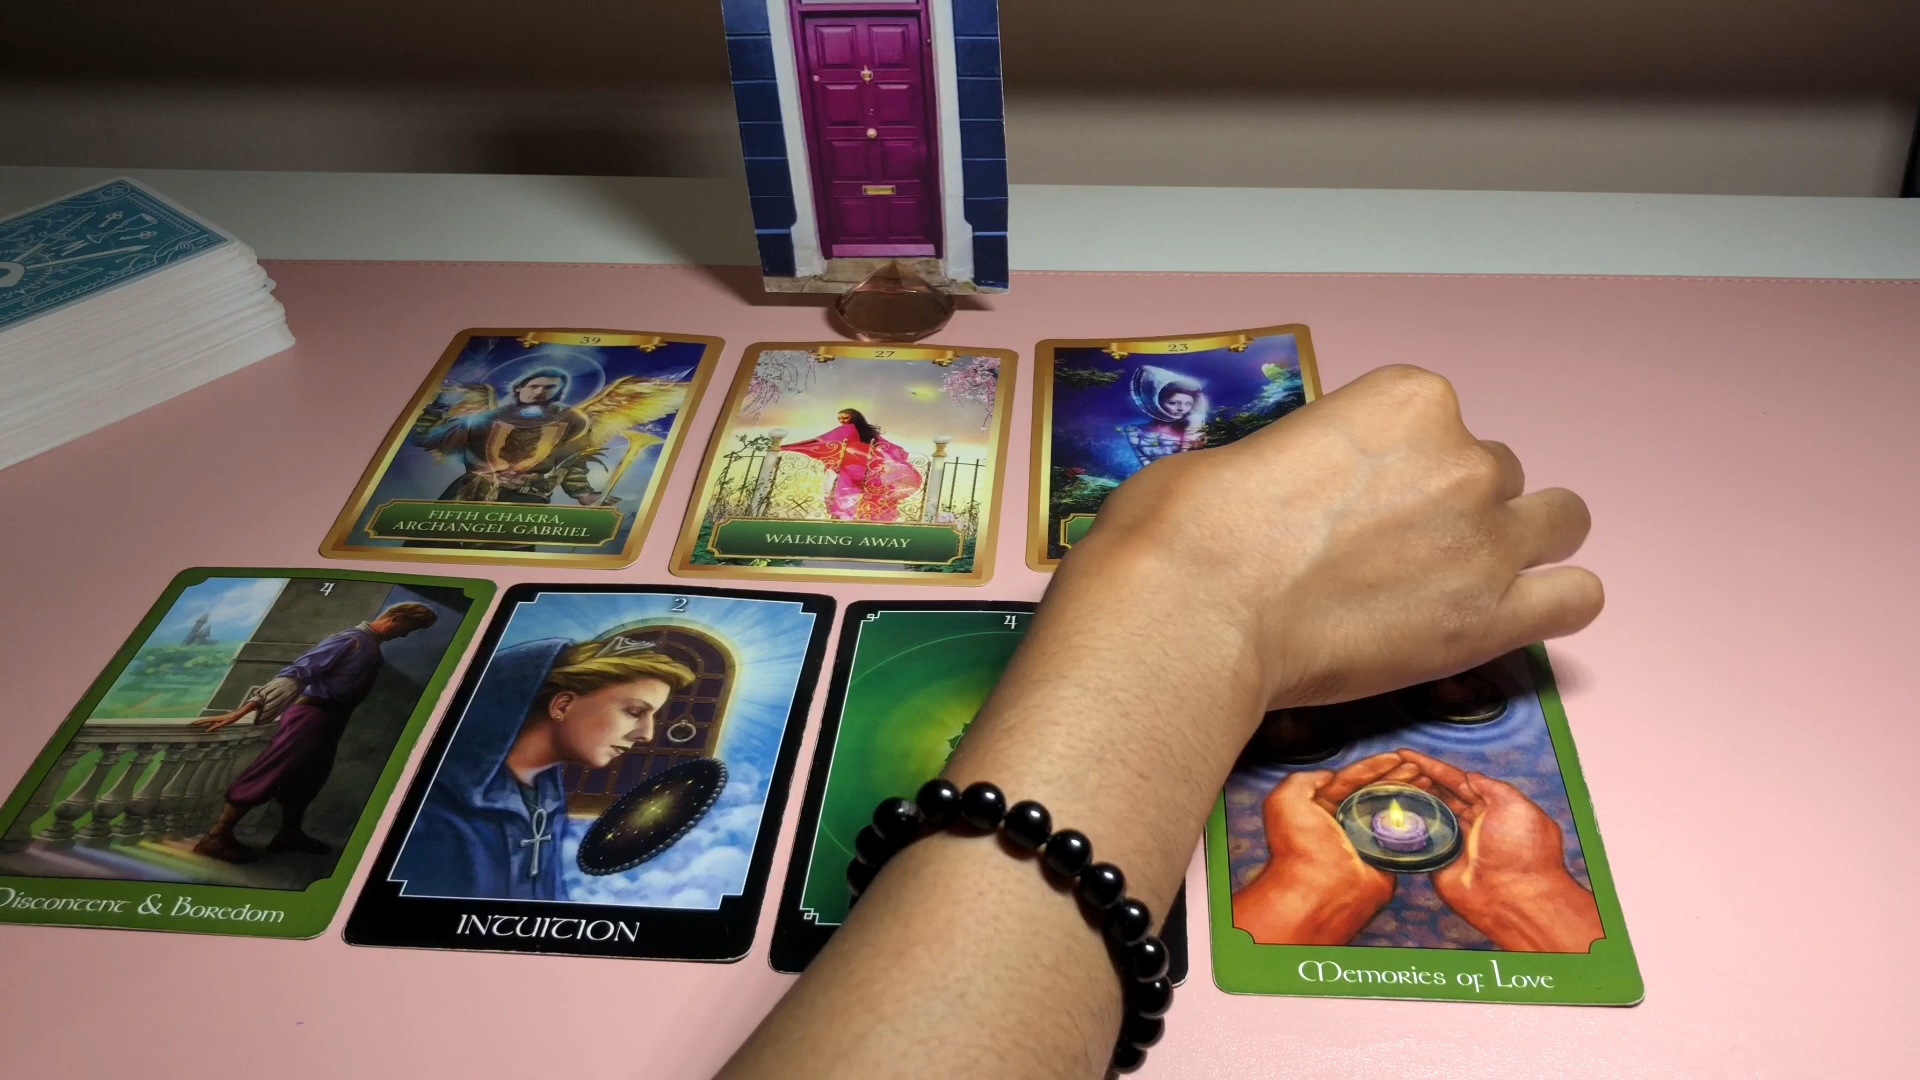 39
FIFTH CHAKRA,
ARCHANGEL GABRIEL
27
WALKING AWAY
23
4
Discontent & Boredom
2
INTUITION
4
Memories of Love